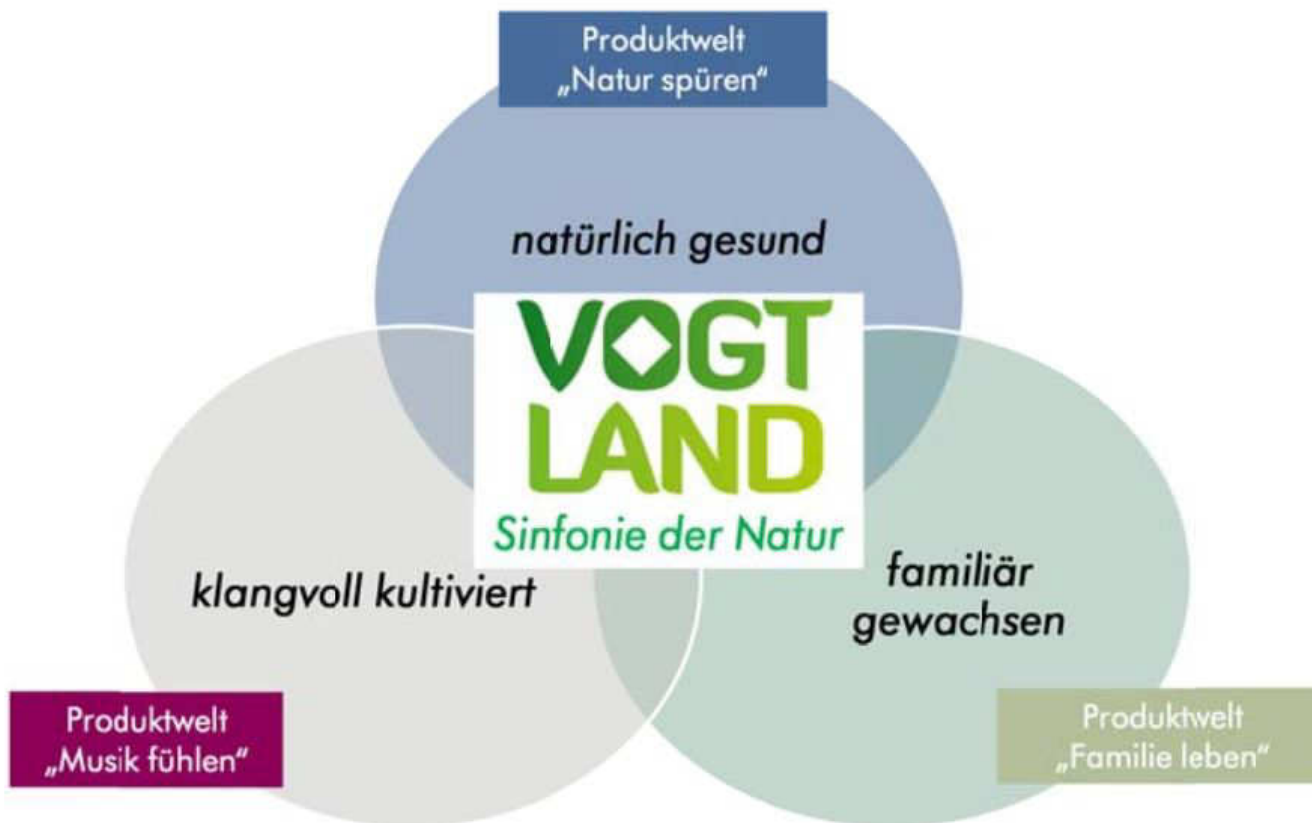 Produktwelt
„Natur spüren“
natürlich gesund
VOGT
LAND
Sinfonie der Natur
klangvoll kultiviert
familiär
gewachsen
Produktwelt
„Musik fühlen“
Produktwelt
„Familie leben“